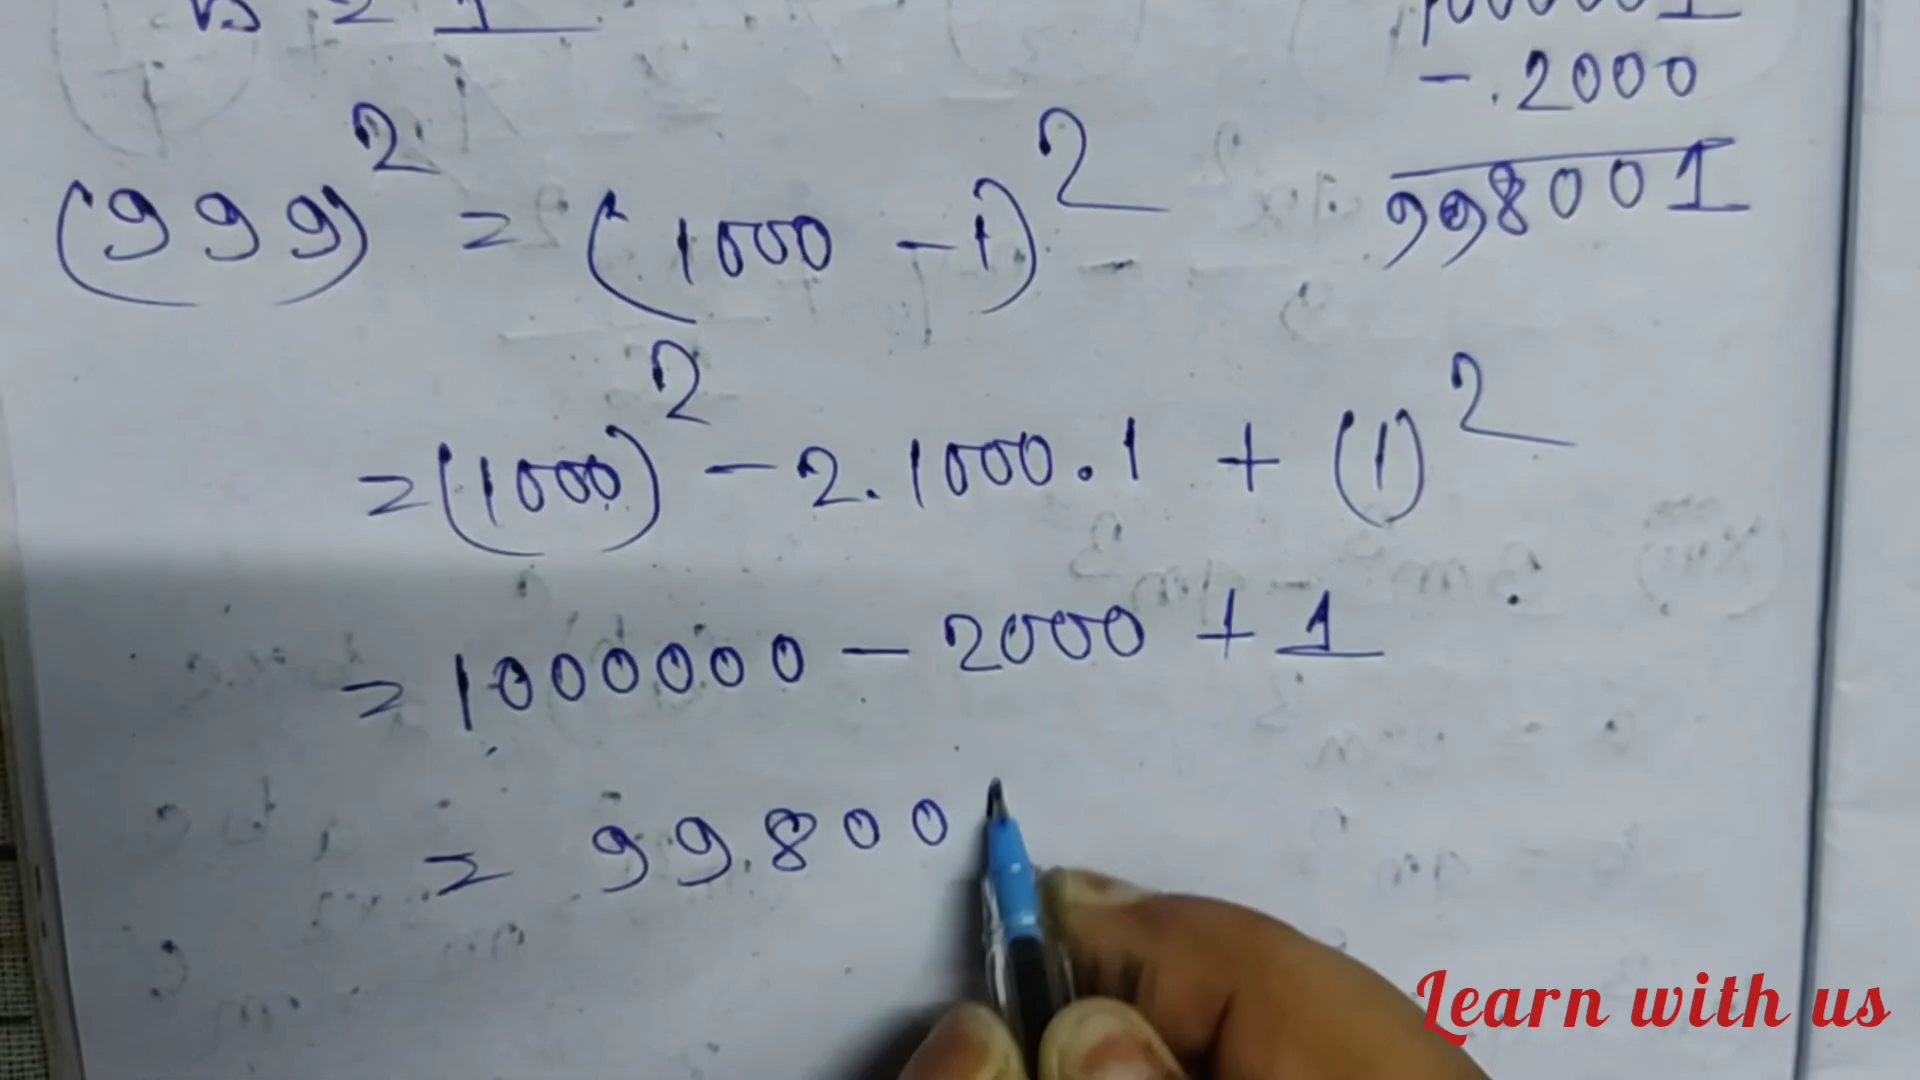 - .2000
998001
(999)² = (1000 - 1)²
= (1000)² - 2.1000.1 + (1)²
= 1000000 - 2000 + 1
= 99800
Learn with us